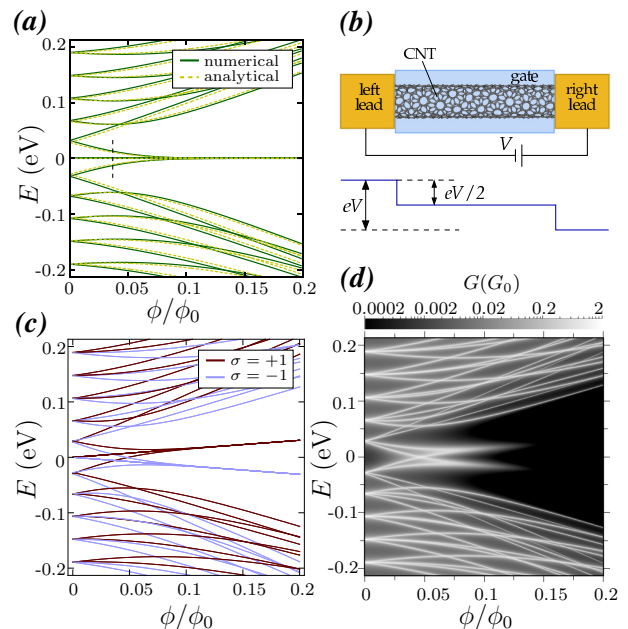 (a)
0.2
0.1
0
-0.1
-0.2
E (eV)
numerical
analytical
0
0.05
0.1
0.15
0.2
ϕ/ϕ₀
(b)
CNT
gate
left
lead
right
lead
V
eV
eV/2
(c)
0.2
0.1
0
-0.1
-0.2
E (eV)
σ = +1
σ = −1
0
0.05
0.1
0.15
0.2
ϕ/ϕ₀
(d)
G(G₀)
0.0002 0.002 0.02 0.2 2
0.2
0.1
0
-0.1
-0.2
E (eV)
0
0.05
0.1
0.15
0.2
ϕ/ϕ₀